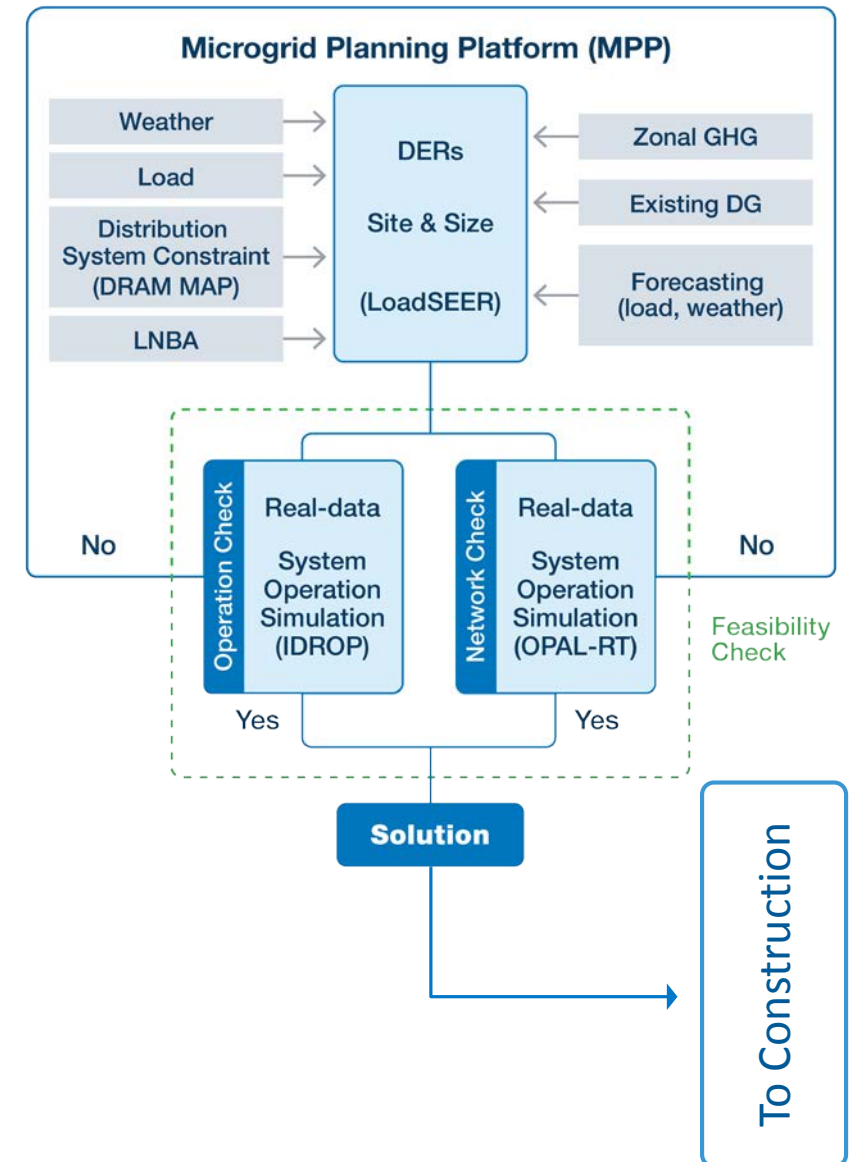 Microgrid Planning Platform (MPP)
Weather
Load
Distribution
System Constraint
(DRAM MAP)
LNBA
DERs
Site & Size
(LoadSEER)
Zonal GHG
Existing DG
Forecasting
(load, weather)
No
Operation Check
Real-data
System
Operation
Simulation
(IDROP)
Network Check
Real-data
System
Operation
Simulation
(OPAL-RT)
No
Feasibility
Check
Yes
Yes
Solution
To Construction